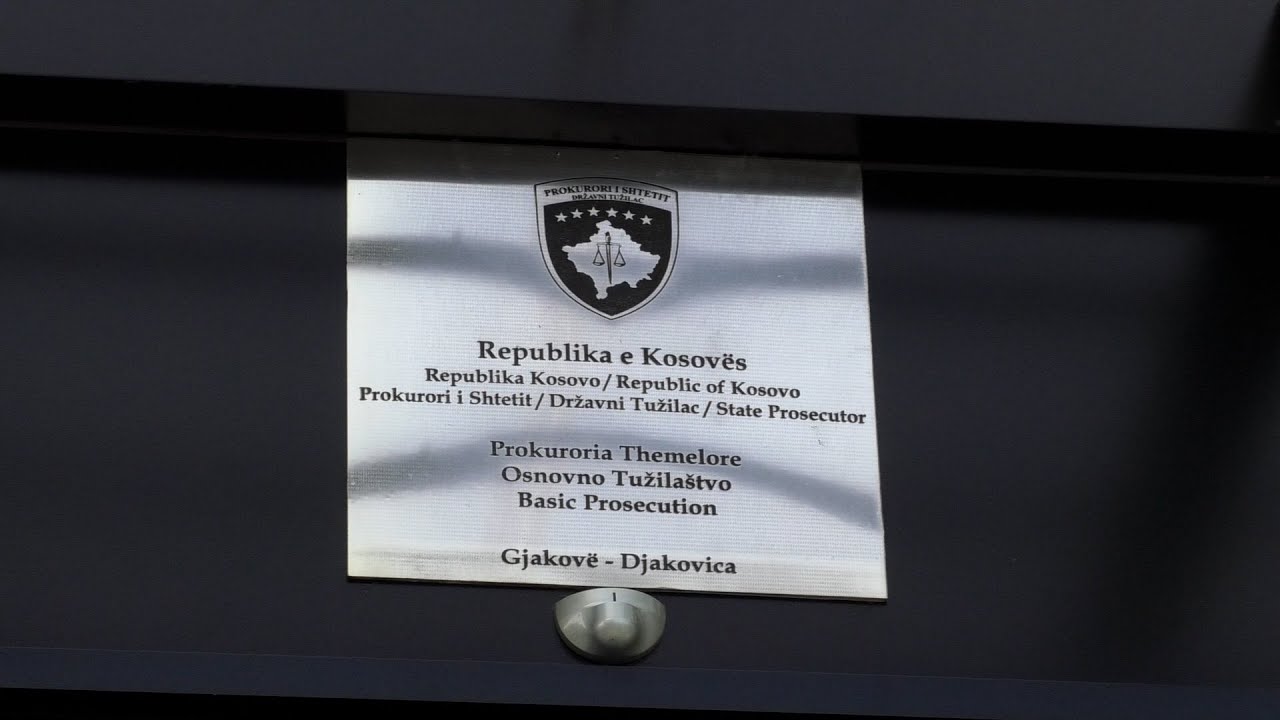 PROKURORI I SHTETIT
DRŽAVNI TUŽILAC
Republika e Kosovës
Republika Kosovo / Republic of Kosovo
Prokurori i Shtetit / Državni Tužilac / State Prosecutor
Prokuroria Themelore
Osnovno Tužilaštvo
Basic Prosecution
Gjakovë - Djakovica